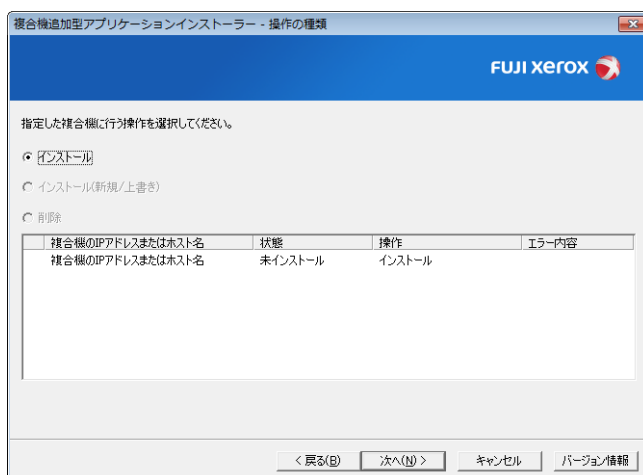 複合機追加型アプリケーションインストーラー - 操作の種類
FUJI xerox
指定した複合機に行う操作を選択してください。
インストール
インストール(新規/上書き)
削除
複合機のIPアドレスまたはホスト名 状態 操作 エラー内容
複合機のIPアドレスまたはホスト名 未インストール インストール
< 戻る(B) 次へ(N) > キャンセル バージョン情報